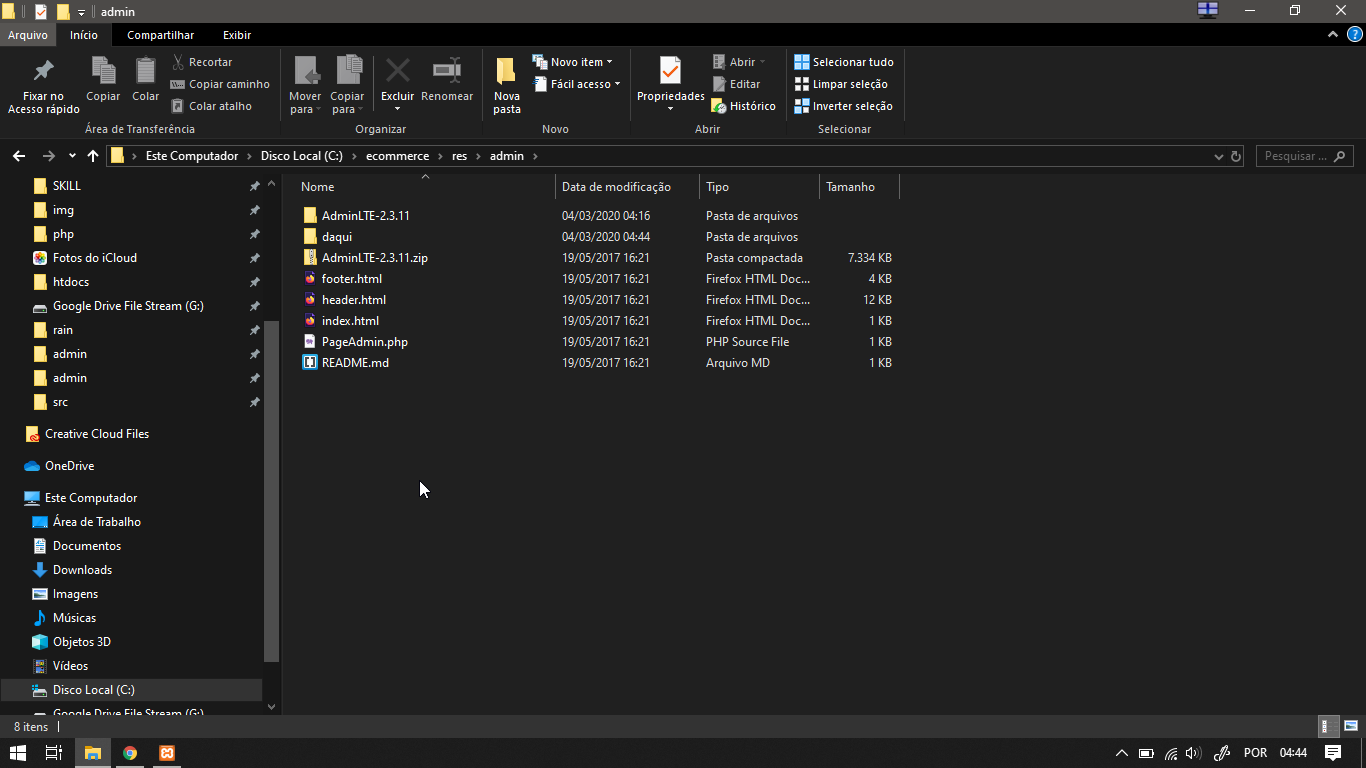 admin
Arquivo Início Compartilhar Exibir
Fixar no Acesso rápido
Copiar
Colar
Recortar
Copiar caminho
Colar atalho
Área de Transferência
Mover para
Copiar para
Excluir
Renomear
Organizar
Nova pasta
Novo item
Fácil acesso
Novo
Propriedades
Abrir
Editar
Histórico
Abrir
Selecionar tudo
Limpar seleção
Inverter seleção
Selecionar
Este Computador > Disco Local (C:) > ecommerce > res > admin >
Pesquisar ...
SKILL
img
php
Fotos do iCloud
htdocs
Google Drive File Stream (G:)
rain
admin
admin
src
Creative Cloud Files
OneDrive
Este Computador
Área de Trabalho
Documentos
Downloads
Imagens
Músicas
Objetos 3D
Vídeos
Disco Local (C:)
Google Drive File Stream (G:)
Nome Data de modificação Tipo Tamanho
AdminLTE-2.3.11 04/03/2020 04:16 Pasta de arquivos
daqui 04/03/2020 04:44 Pasta de arquivos
AdminLTE-2.3.11.zip 19/05/2017 16:21 Pasta compactada 7.334 KB
footer.html 19/05/2017 16:21 Firefox HTML Doc... 4 KB
header.html 19/05/2017 16:21 Firefox HTML Doc... 12 KB
index.html 19/05/2017 16:21 Firefox HTML Doc... 1 KB
PageAdmin.php 19/05/2017 16:21 PHP Source File 1 KB
README.md 19/05/2017 16:21 Arquivo MD 1 KB
8 itens
POR 04:44